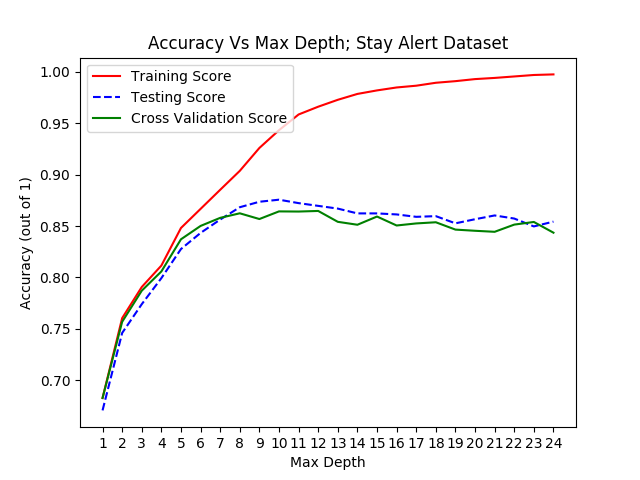 Accuracy Vs Max Depth; Stay Alert Dataset
1.00
0.95
0.90
0.85
0.80
0.75
0.70
Accuracy (out of 1)
Training Score
Testing Score
Cross Validation Score
1 2 3 4 5 6 7 8 9 10 11 12 13 14 15 16 17 18 19 20 21 22 23 24
Max Depth